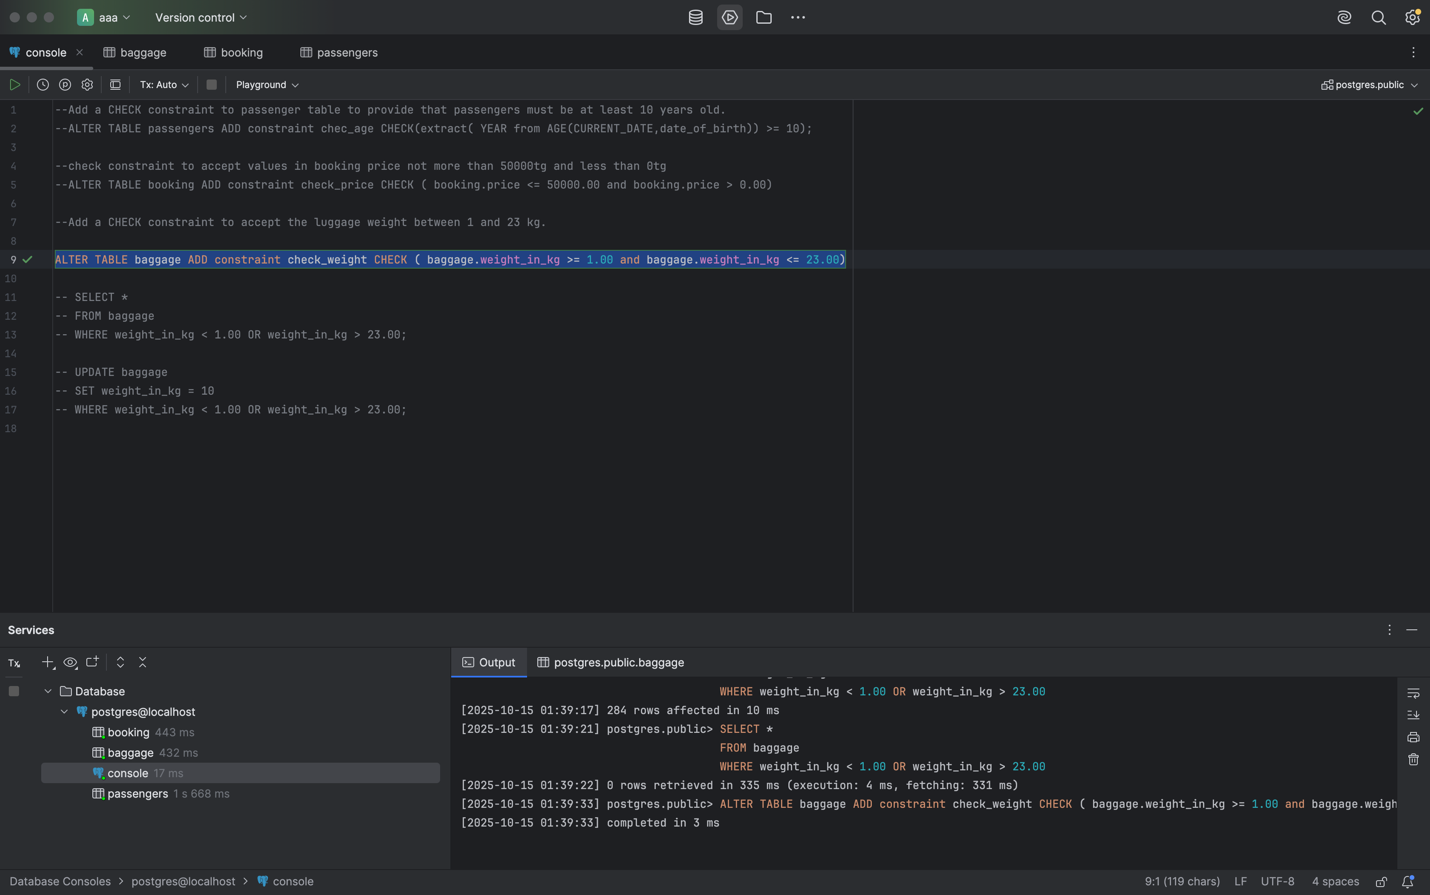 A aaa Version control
console baggage booking passengers
Tx: Auto Playground postgres.public
1 --Add a CHECK constraint to passenger table to provide that passengers must be at least 10 years old.
2 --ALTER TABLE passengers ADD constraint chec_age CHECK(extract( YEAR from AGE(CURRENT_DATE,date_of_birth)) >= 10);
3
4 --check constraint to accept values in booking price not more than 50000tg and less than 0tg
5 --ALTER TABLE booking ADD constraint check_price CHECK ( booking.price <= 50000.00 and booking.price > 0.00)
6
7 --Add a CHECK constraint to accept the luggage weight between 1 and 23 kg.
8
9 ALTER TABLE baggage ADD constraint check_weight CHECK ( baggage.weight_in_kg >= 1.00 and baggage.weight_in_kg <= 23.00)
10
11 -- SELECT *
12 -- FROM baggage
13 -- WHERE weight_in_kg < 1.00 OR weight_in_kg > 23.00;
14
15 -- UPDATE baggage
16 -- SET weight_in_kg = 10
17 -- WHERE weight_in_kg < 1.00 OR weight_in_kg > 23.00;
18
Services
Tx
Database
postgres@localhost
booking 443 ms
baggage 432 ms
console 17 ms
passengers 1 s 668 ms
Output postgres.public.baggage
WHERE weight_in_kg < 1.00 OR weight_in_kg > 23.00
[2025-10-15 01:39:17] 284 rows affected in 10 ms
[2025-10-15 01:39:21] postgres.public> SELECT *
FROM baggage
WHERE weight_in_kg < 1.00 OR weight_in_kg > 23.00
[2025-10-15 01:39:22] 0 rows retrieved in 335 ms (execution: 4 ms, fetching: 331 ms)
[2025-10-15 01:39:33] postgres.public> ALTER TABLE baggage ADD constraint check_weight CHECK ( baggage.weight_in_kg >= 1.00 and baggage.weigh
[2025-10-15 01:39:33] completed in 3 ms
Database Consoles > postgres@localhost > console
9:1 (119 chars) LF UTF-8 4 spaces